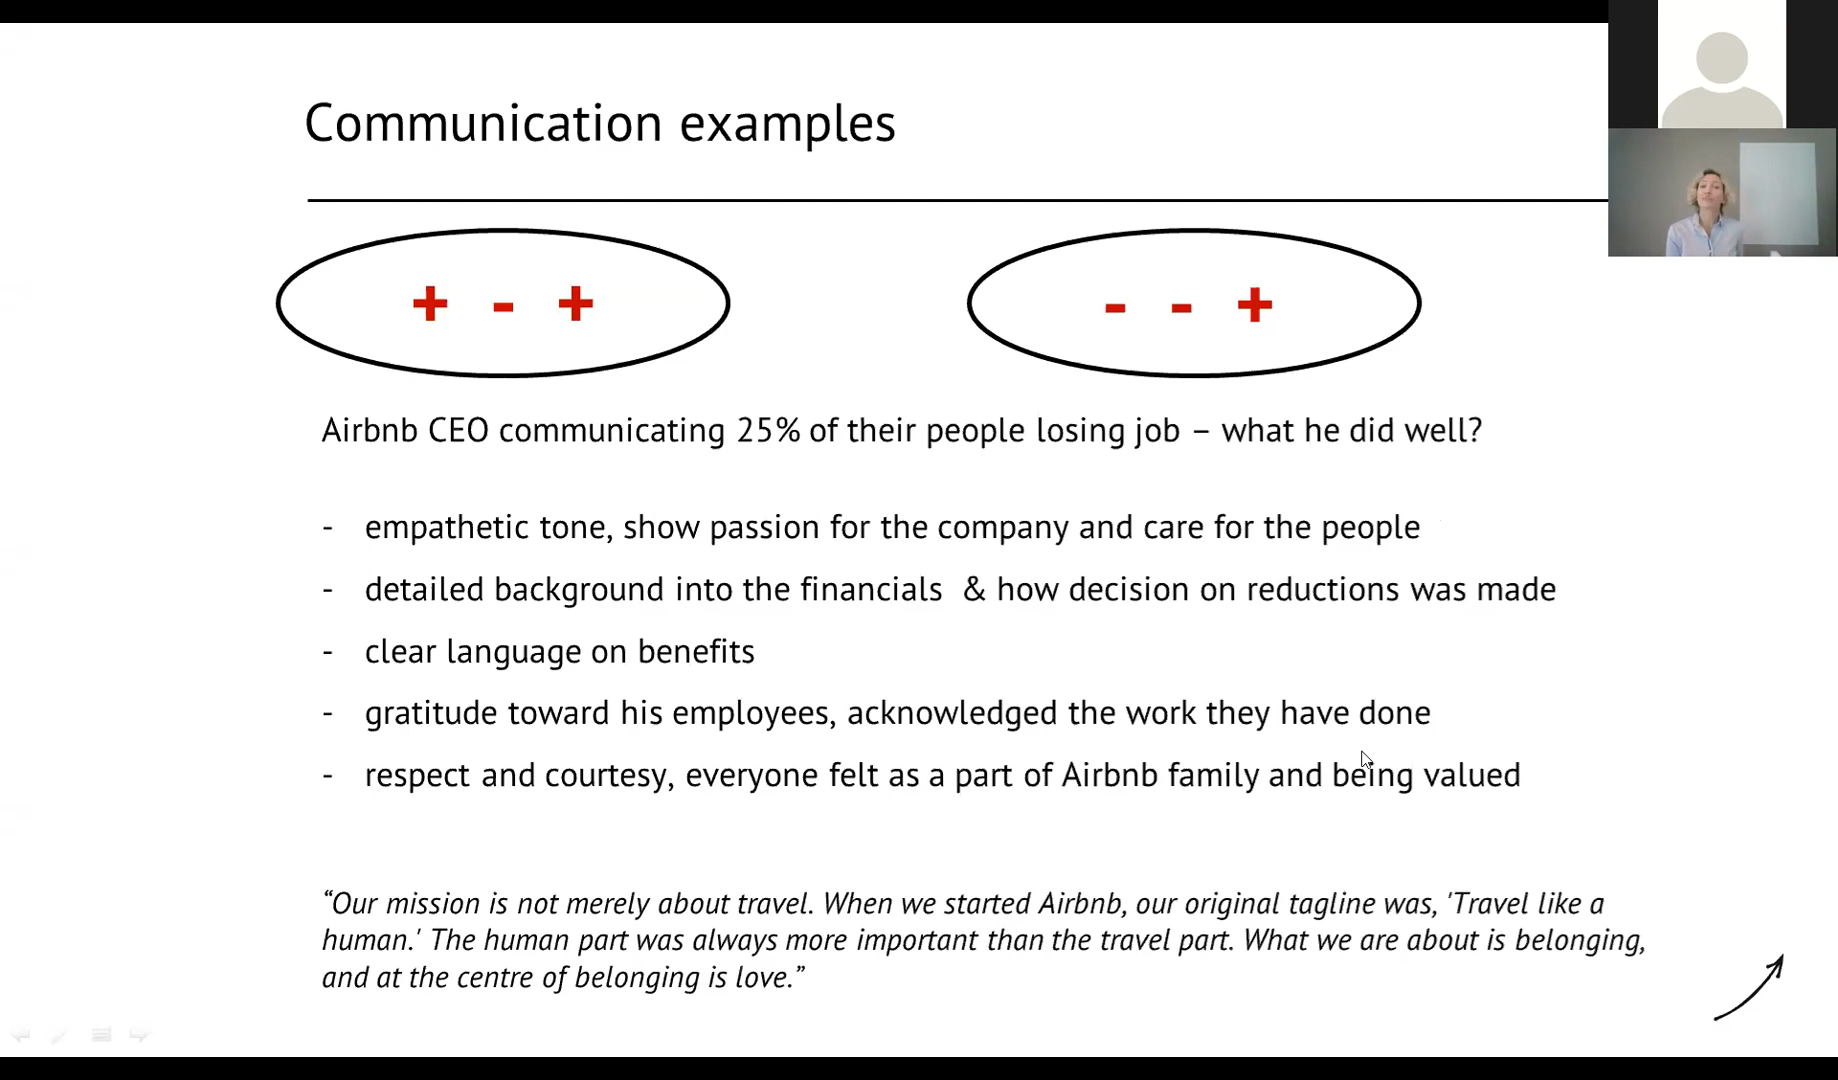 Communication examples
+ - +
- - +
Airbnb CEO communicating 25% of their people losing job – what he did well?
- empathetic tone, show passion for the company and care for the people
- detailed background into the financials & how decision on reductions was made
- clear language on benefits
- gratitude toward his employees, acknowledged the work they have done
- respect and courtesy, everyone felt as a part of Airbnb family and being valued
“Our mission is not merely about travel. When we started Airbnb, our original tagline was, 'Travel like a
human.' The human part was always more important than the travel part. What we are about is belonging,
and at the centre of belonging is love.”